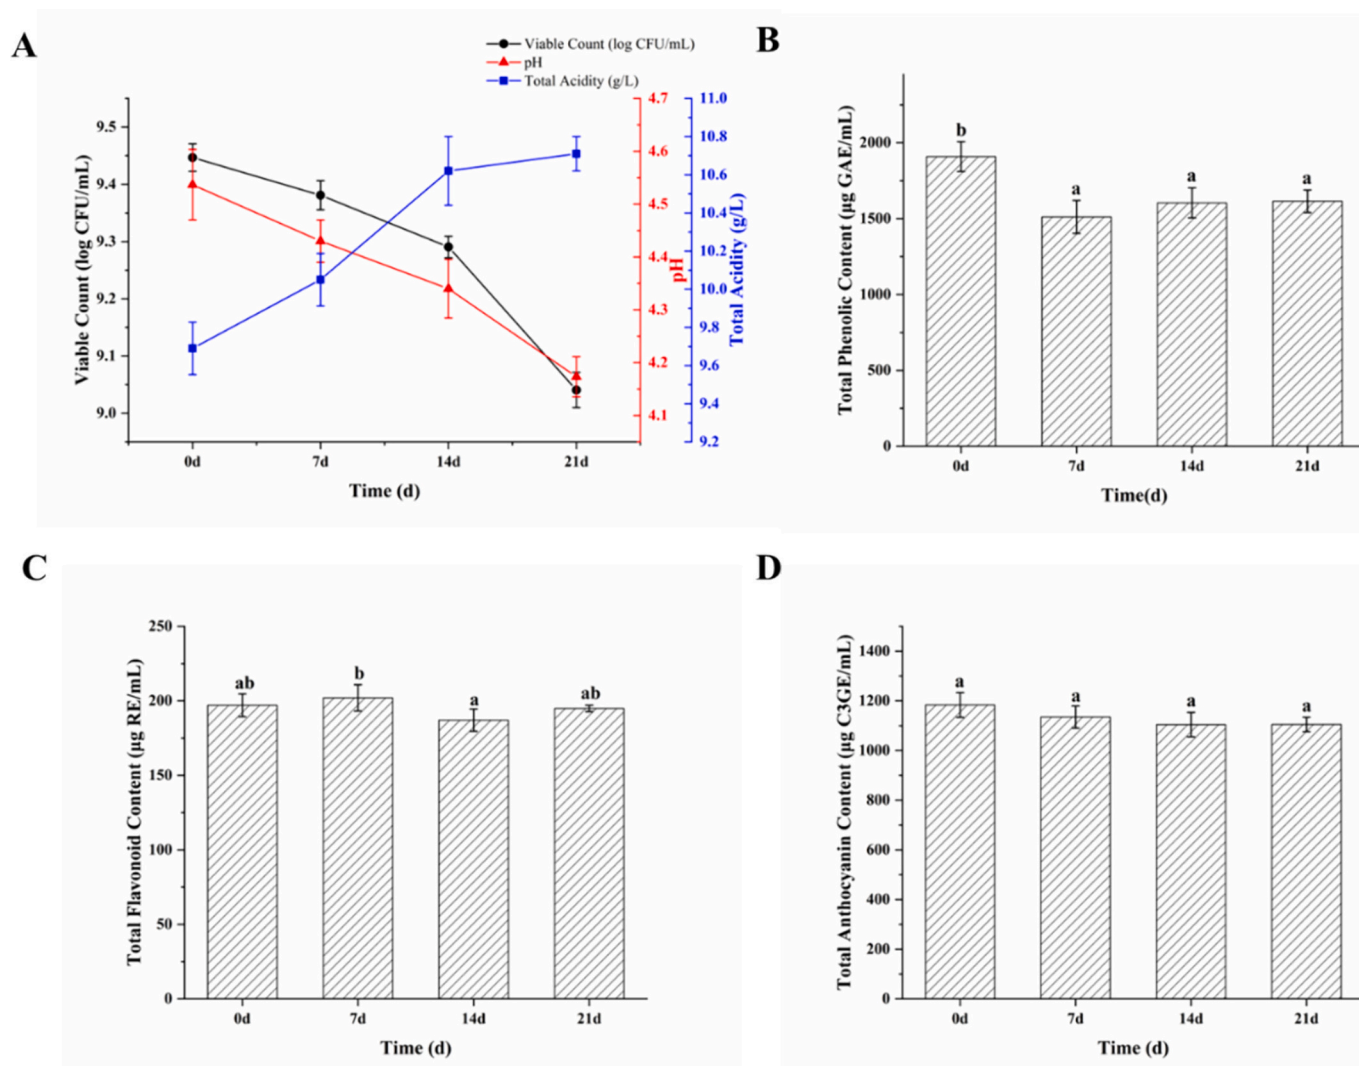 A
Viable Count (log CFU/mL)
pH
Total Acidity (g/L)
9.5
9.4
9.3
9.2
9.1
9.0
Viable Count (log CFU/mL)
4.7
4.6
4.5
4.4
4.3
4.2
4.1
pH
11.0
10.8
10.6
10.4
10.2
10.0
9.8
9.6
9.4
9.2
Total Acidity (g/L)
0d 7d 14d 21d
Time (d)
B
Total Phenolic Content (μg GAE/mL)
2000
1500
1000
500
0
b a a a
0d 7d 14d 21d
Time(d)
C
Total Flavonoid Content (μg RE/mL)
250
200
150
100
50
0
ab b a ab
0d 7d 14d 21d
Time (d)
D
Total Anthocyanin Content (μg C3GE/mL)
1400
1200
1000
800
600
400
200
0
a a a a
0d 7d 14d 21d
Time (d)